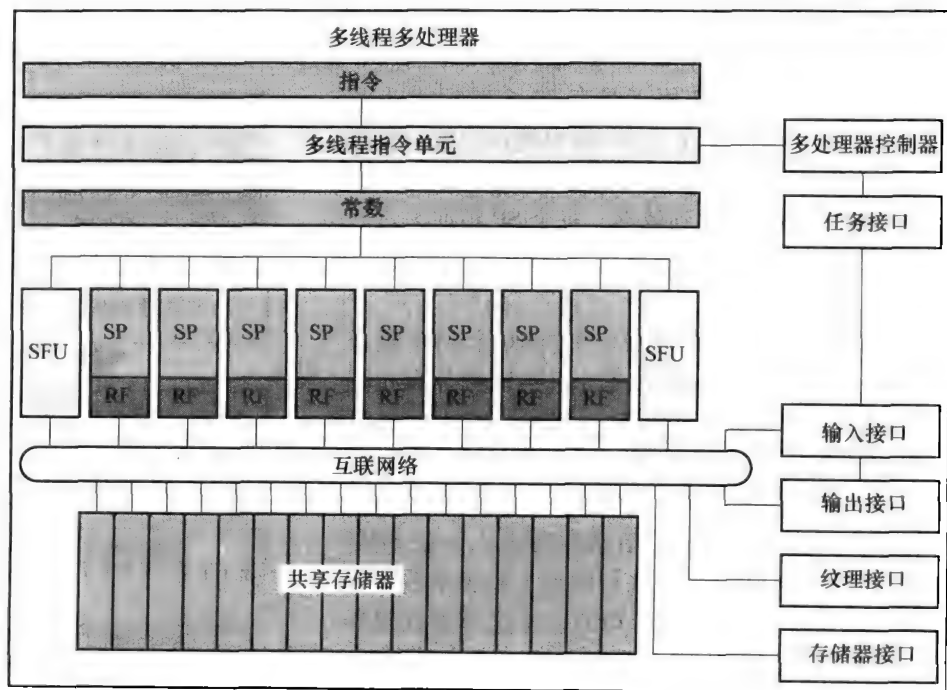 多线程多处理器
指令
多线程指令单元
多处理器控制器
常数
任务接口
SFU SP SP SP SP SP SP SP SP SFU
RF RF RF RF RF RF RF RF
输入接口
互联网络
输出接口
共享存储器
纹理接口
存储器接口